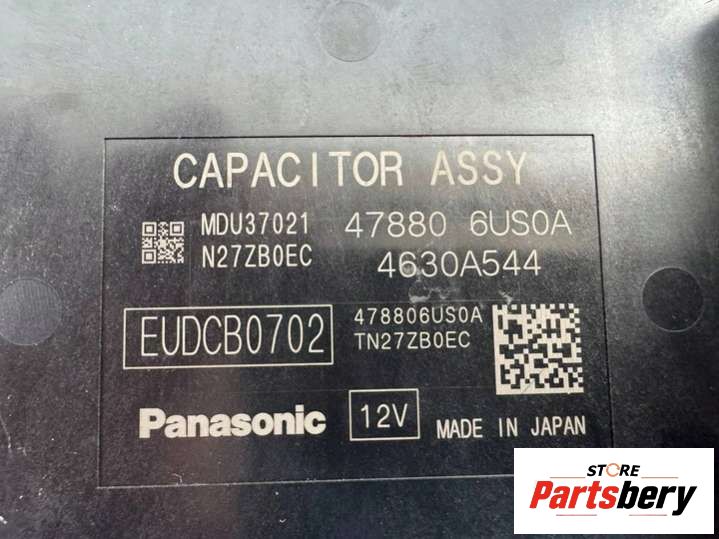 CAPACITOR ASSY
MDU37021 47880 6US0A
N27ZB0EC 4630A544
EUDCB0702 478806US0A
TN27ZB0EC
Panasonic 12V MADE IN JAPAN
STORE
Partsbery